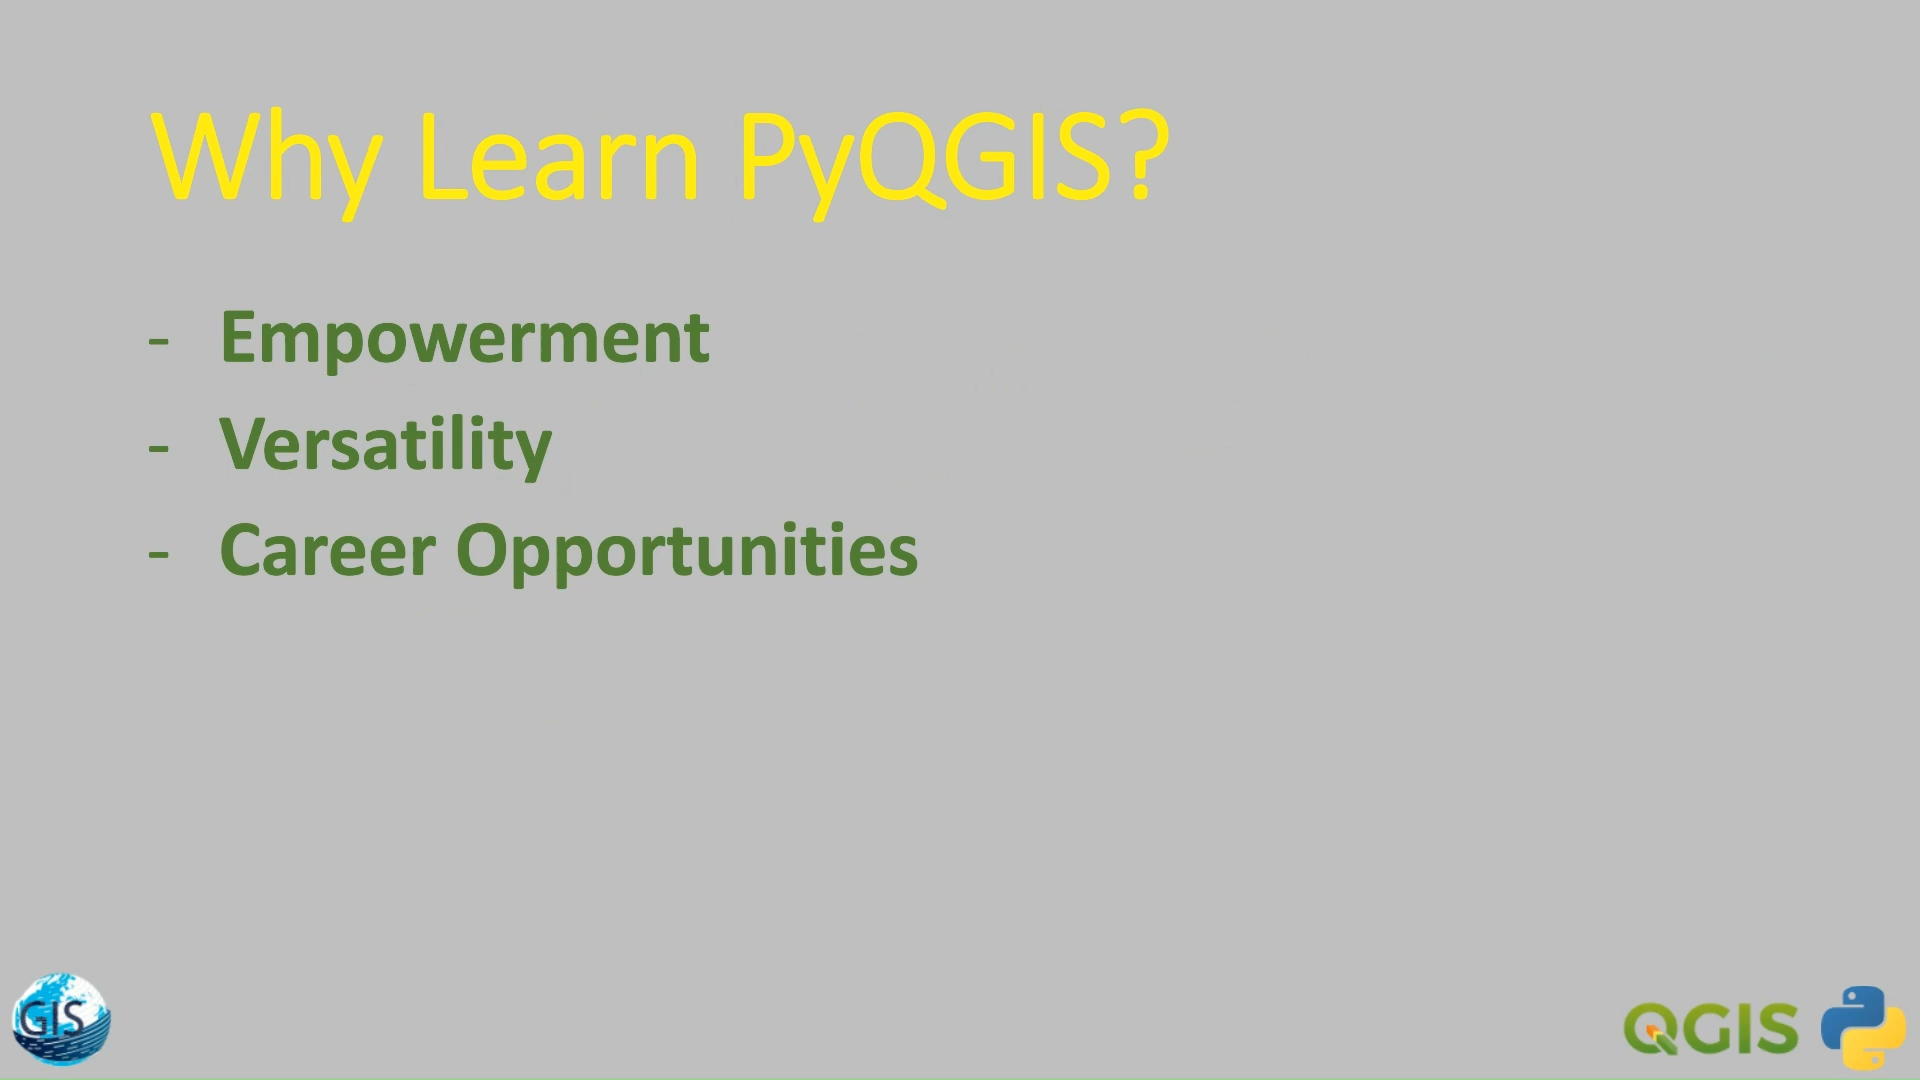 Why Learn PyQGIS?
- Empowerment
- Versatility
- Career Opportunities
GIS
QGIS